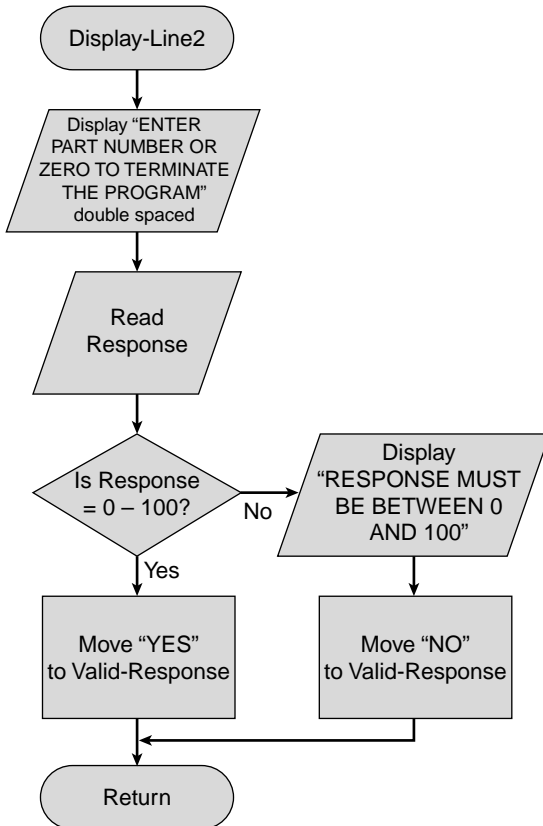 Display-Line2
Display “ENTER
PART NUMBER OR
ZERO TO TERMINATE
THE PROGRAM”
double spaced
Read
Response
Is Response
= 0 – 100?
No
Yes
Display
“RESPONSE MUST
BE BETWEEN 0
AND 100”
Move “YES”
to Valid-Response
Move “NO”
to Valid-Response
Return